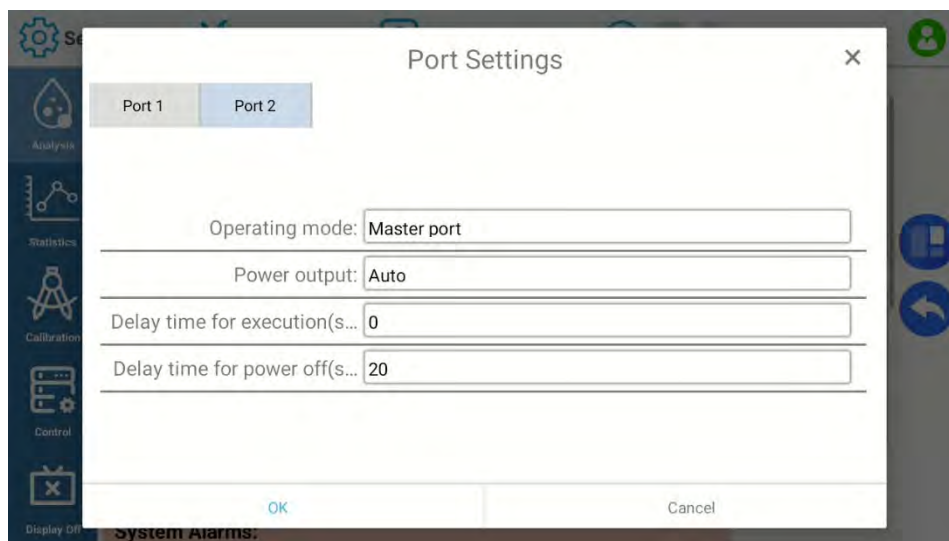 Se
Port Settings
Port 1
Port 2
Analysis
Statistics
Calibration
Control
Display Off
Operating mode: Master port
Power output: Auto
Delay time for execution(s... 0
Delay time for power off(s... 20
OK
Cancel
System Alarms: